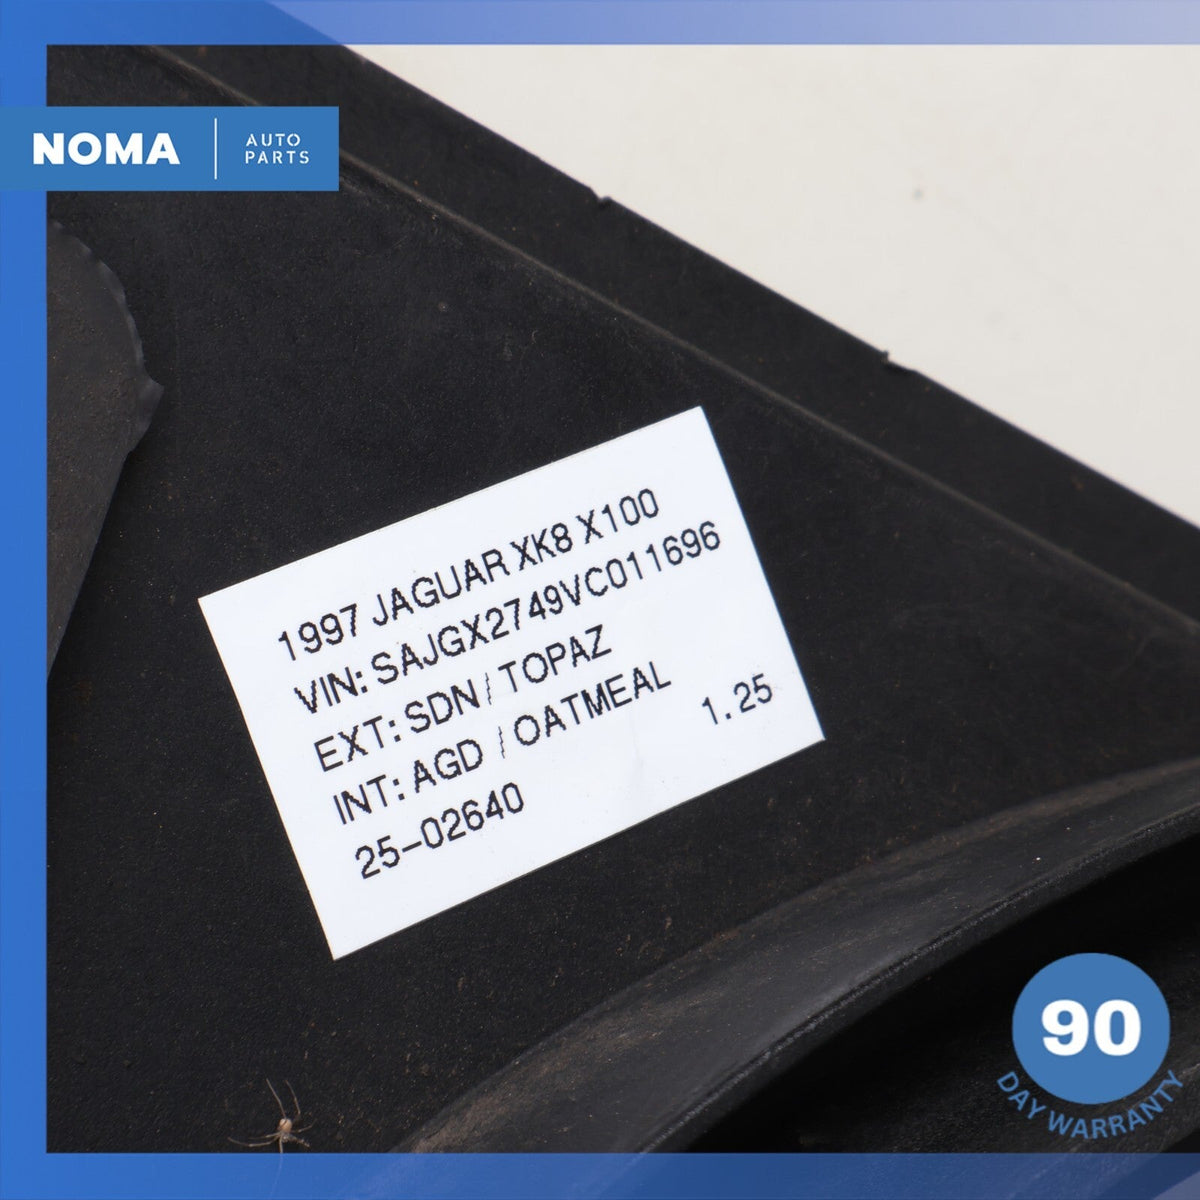 NOMA
AUTO
PARTS
1997 JAGUAR XK8 X100
VIN: SAJGX2749VC011696
EXT: SDN / TOPAZ
INT: AGD / OATMEAL
25-02640
1.25
90
DAY WARRANTY